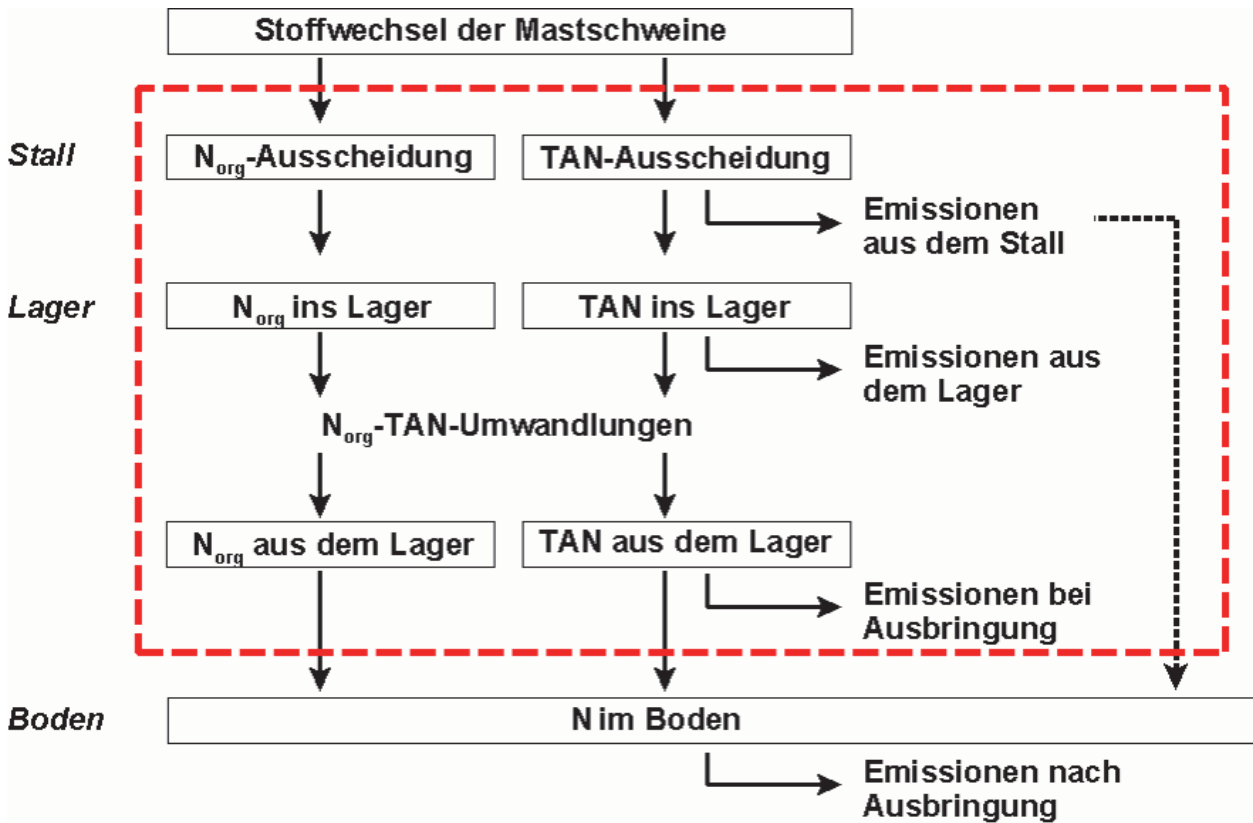 Stoffwechsel der Mastschweine
Stall
Norg-Ausscheidung
TAN-Ausscheidung
Emissionen
aus dem Stall
Lager
Norg ins Lager
TAN ins Lager
Emissionen aus
dem Lager
Norg-TAN-Umwandlungen
Norg aus dem Lager
TAN aus dem Lager
Emissionen bei
Ausbringung
Boden
N im Boden
Emissionen nach
Ausbringung